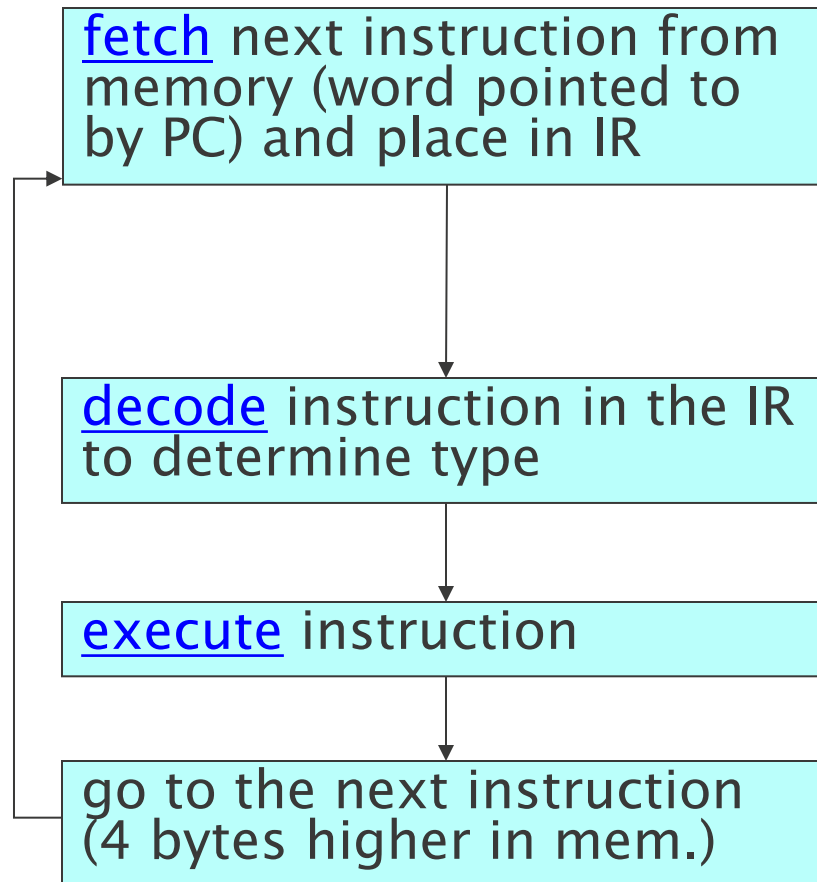 fetch next instruction from
memory (word pointed to
by PC) and place in IR
decode instruction in the IR
to determine type
execute instruction
go to the next instruction
(4 bytes higher in mem.)